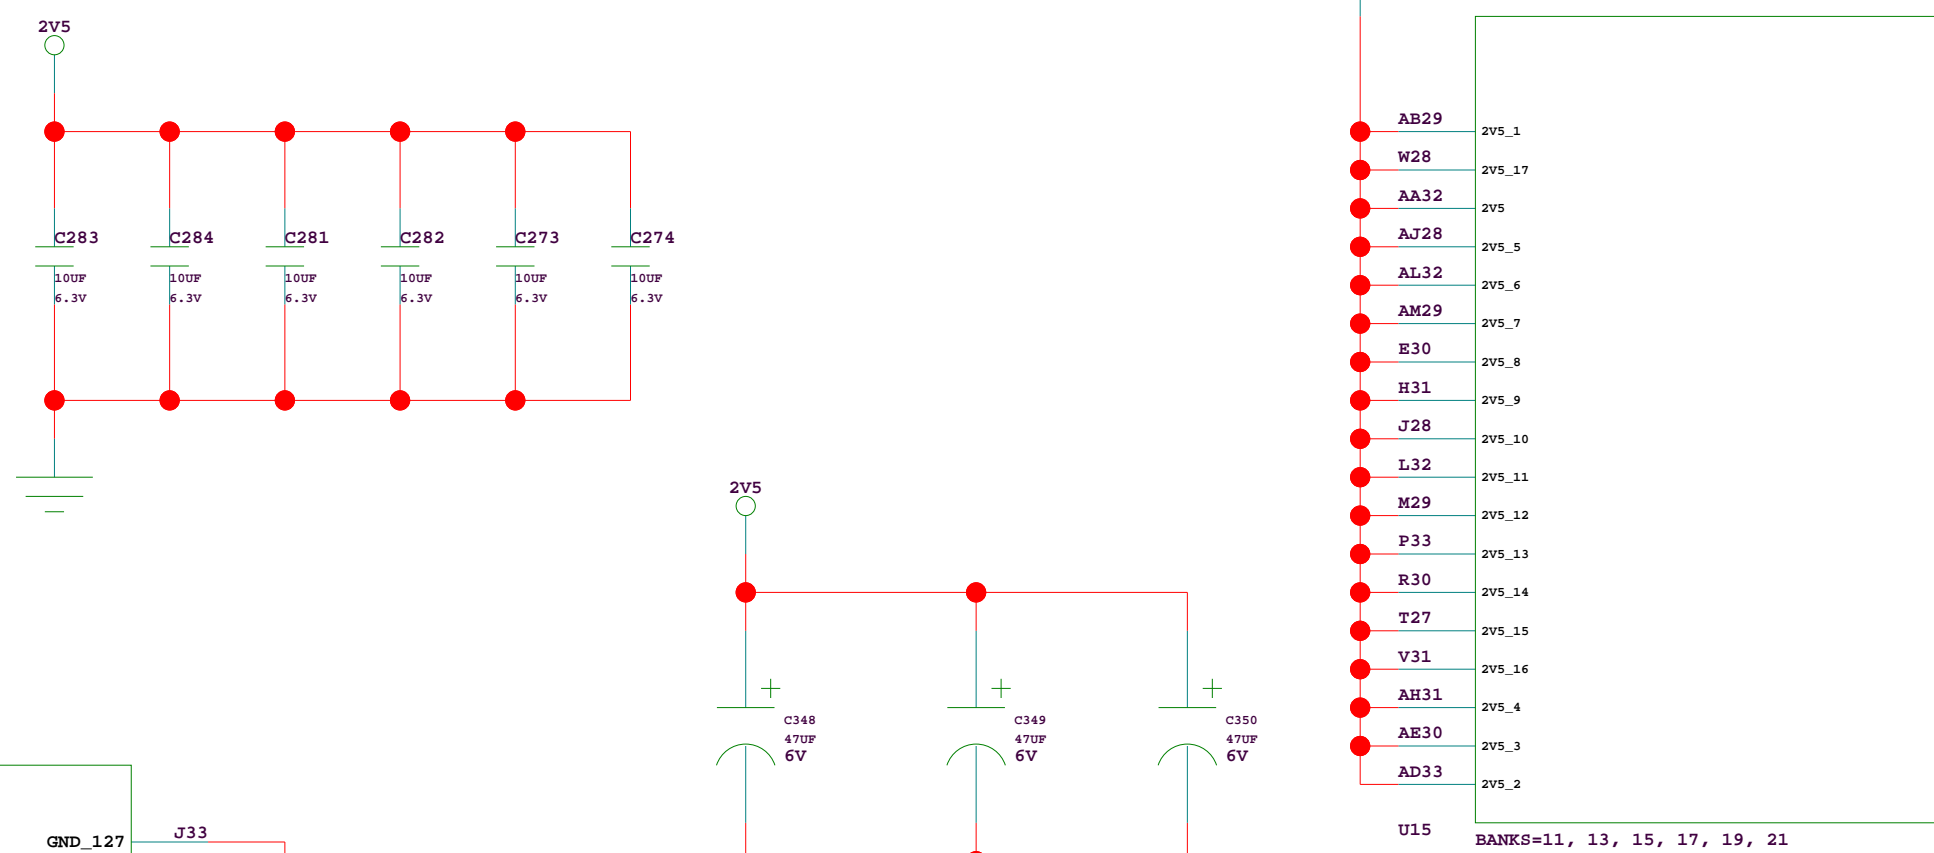 2V5
C283 C284 C281 C282 C273 C274
10UF 10UF 10UF 10UF 10UF 10UF
6.3V 6.3V 6.3V 6.3V 6.3V 6.3V
2V5
+ + +
C348 C349 C350
47UF 47UF 47UF
6V 6V 6V
GND_127 J33
AB29 2V5_1
W28 2V5_17
AA32 2V5
AJ28 2V5_5
AL32 2V5_6
AM29 2V5_7
E30 2V5_8
H31 2V5_9
J28 2V5_10
L32 2V5_11
M29 2V5_12
P33 2V5_13
R30 2V5_14
T27 2V5_15
V31 2V5_16
AH31 2V5_4
AE30 2V5_3
AD33 2V5_2
U15 BANKS=11, 13, 15, 17, 19, 21